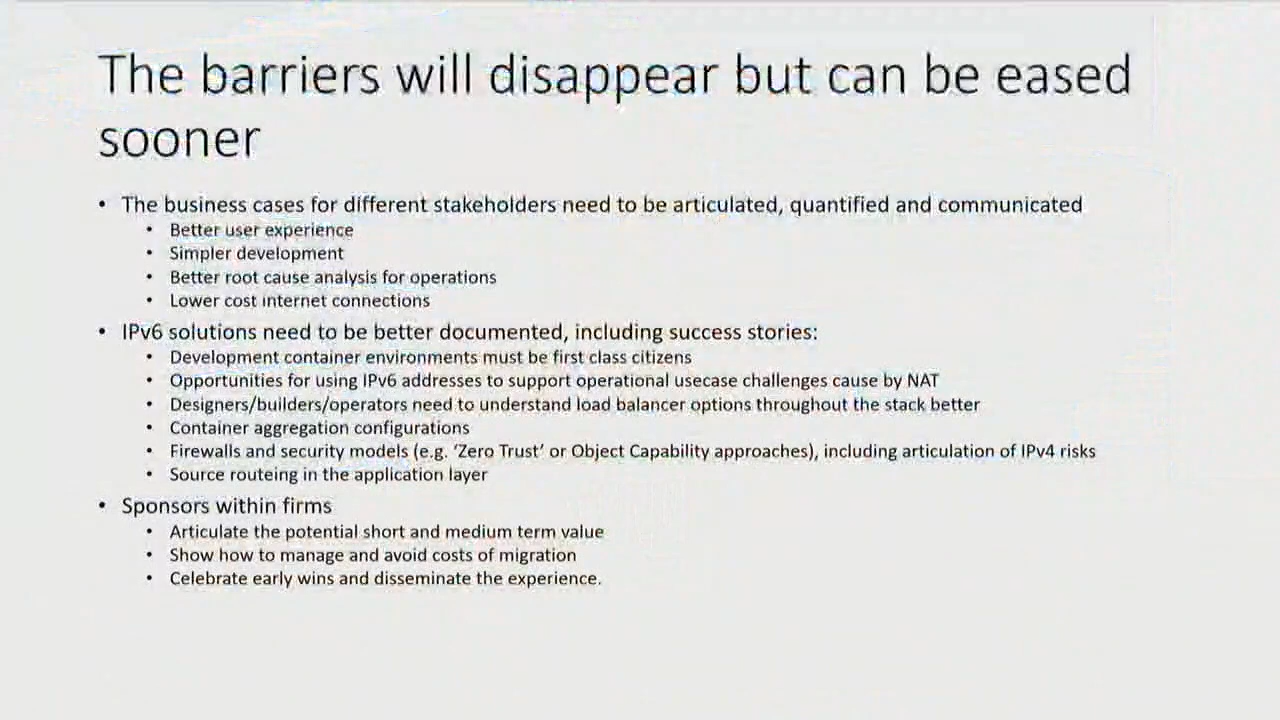 The barriers will disappear but can be eased
sooner
• The business cases for different stakeholders need to be articulated, quantified and communicated
• Better user experience
• Simpler development
• Better root cause analysis for operations
• Lower cost internet connections
• IPv6 solutions need to be better documented, including success stories:
• Development container environments must be first class citizens
• Opportunities for using IPv6 addresses to support operational usecase challenges cause by NAT
• Designers/builders/operators need to understand load balancer options throughout the stack better
• Container aggregation configurations
• Firewalls and security models (e.g. ‘Zero Trust’ or Object Capability approaches), including articulation of IPv4 risks
• Source routeing in the application layer
• Sponsors within firms
• Articulate the potential short and medium term value
• Show how to manage and avoid costs of migration
• Celebrate early wins and disseminate the experience.